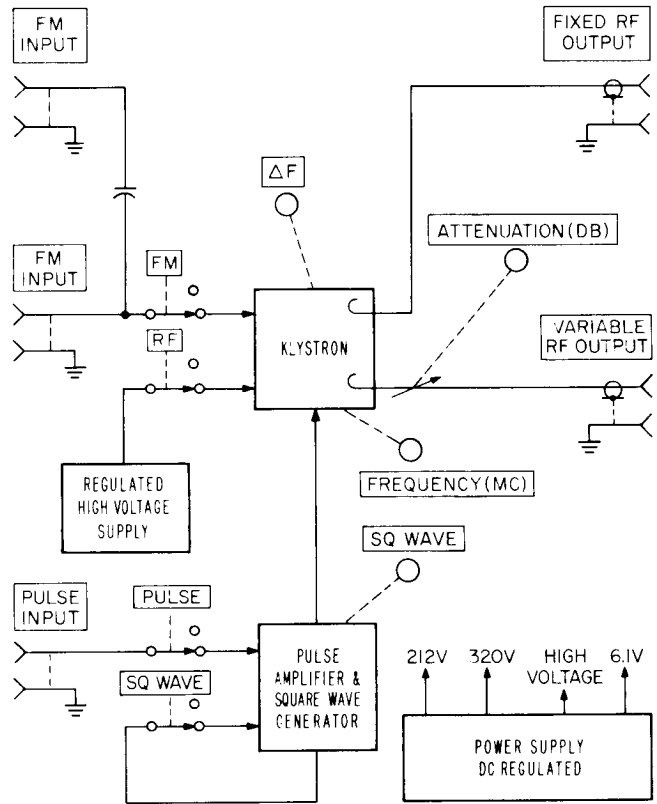 FM
INPUT
FIXED RF
OUTPUT
ΔF
ATTENUATION (DB)
FM
INPUT
FM
RF
KLYSTRON
VARIABLE
RF OUTPUT
REGULATED
HIGH VOLTAGE
SUPPLY
FREQUENCY (MC)
SQ WAVE
PULSE
INPUT
PULSE
SQ WAVE
PULSE
AMPLIFIER &
SQUARE WAVE
GENERATOR
212V 320V HIGH
VOLTAGE 6.1V
POWER SUPPLY
DC REGULATED